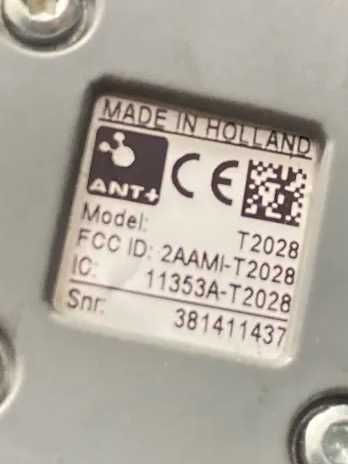 MADE IN HOLLAND
ANT+ CE
Model: T2028
FCC ID: 2AAMI-T2028
IC: 11353A-T2028
Snr: 381411437